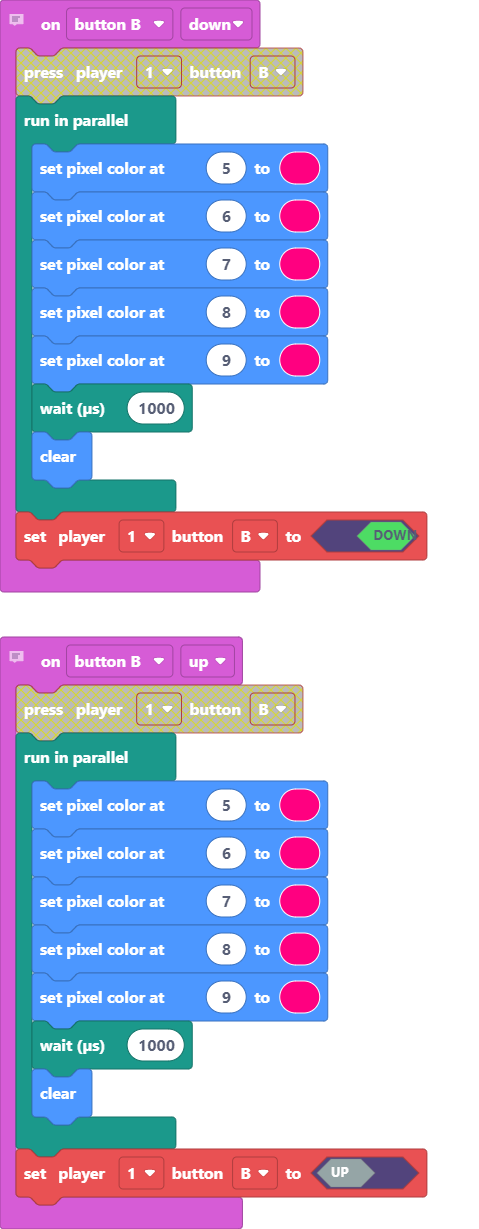 on button B down
press player 1 button B
run in parallel
set pixel color at 5 to
set pixel color at 6 to
set pixel color at 7 to
set pixel color at 8 to
set pixel color at 9 to
wait (µs) 1000
clear
set player 1 button B to DOWN
on button B up
press player 1 button B
run in parallel
set pixel color at 5 to
set pixel color at 6 to
set pixel color at 7 to
set pixel color at 8 to
set pixel color at 9 to
wait (µs) 1000
clear
set player 1 button B to UP